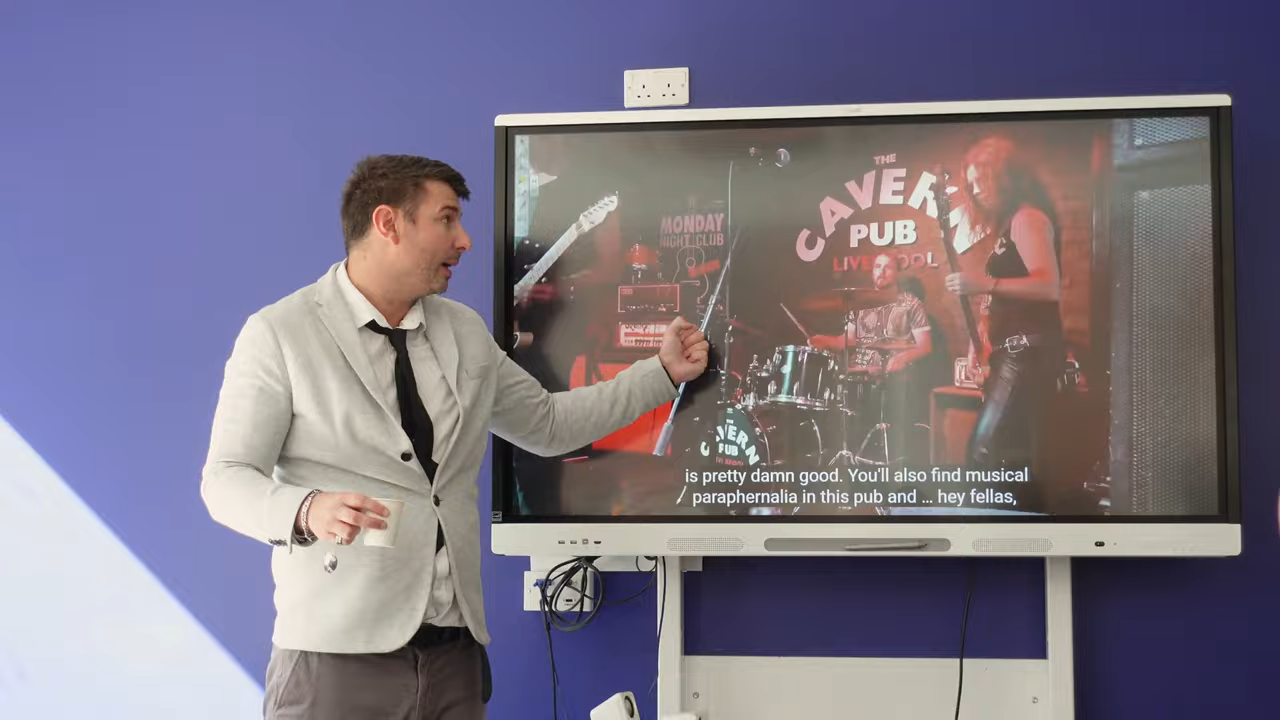 THE
CAVERN
PUB
LIVERPOOL
MONDAY
NIGHT CLUB
THE
CAVERN
PUB
is pretty damn good. You'll also find musical
paraphernalia in this pub and ... hey fellas,